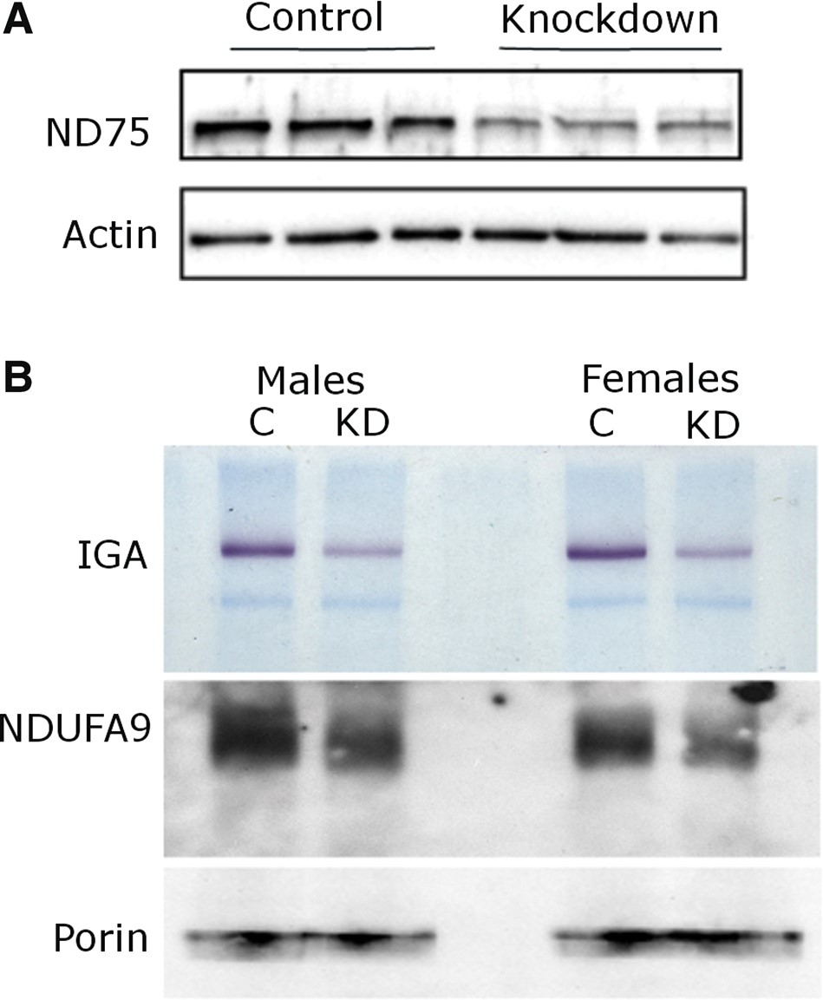 A
Control Knockdown
ND75
Actin
B
Males Females
C KD C KD
IGA
NDUFA9
Porin